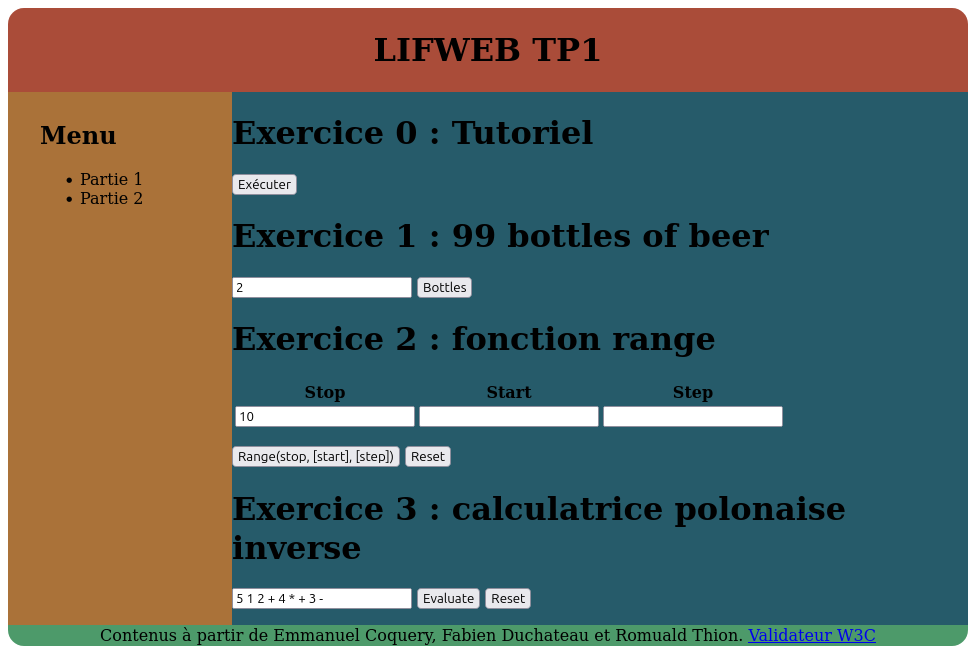 LIFWEB TP1
Menu
• Partie 1
• Partie 2
Exercice 0 : Tutoriel
Exécuter
Exercice 1 : 99 bottles of beer
2 Bottles
Exercice 2 : fonction range
Stop Start Step
10
Range(stop, [start], [step]) Reset
Exercice 3 : calculatrice polonaise
inverse
5 1 2 + 4 * + 3 - Evaluate Reset
Contenus à partir de Emmanuel Coquery, Fabien Duchateau et Romuald Thion. Validateur W3C